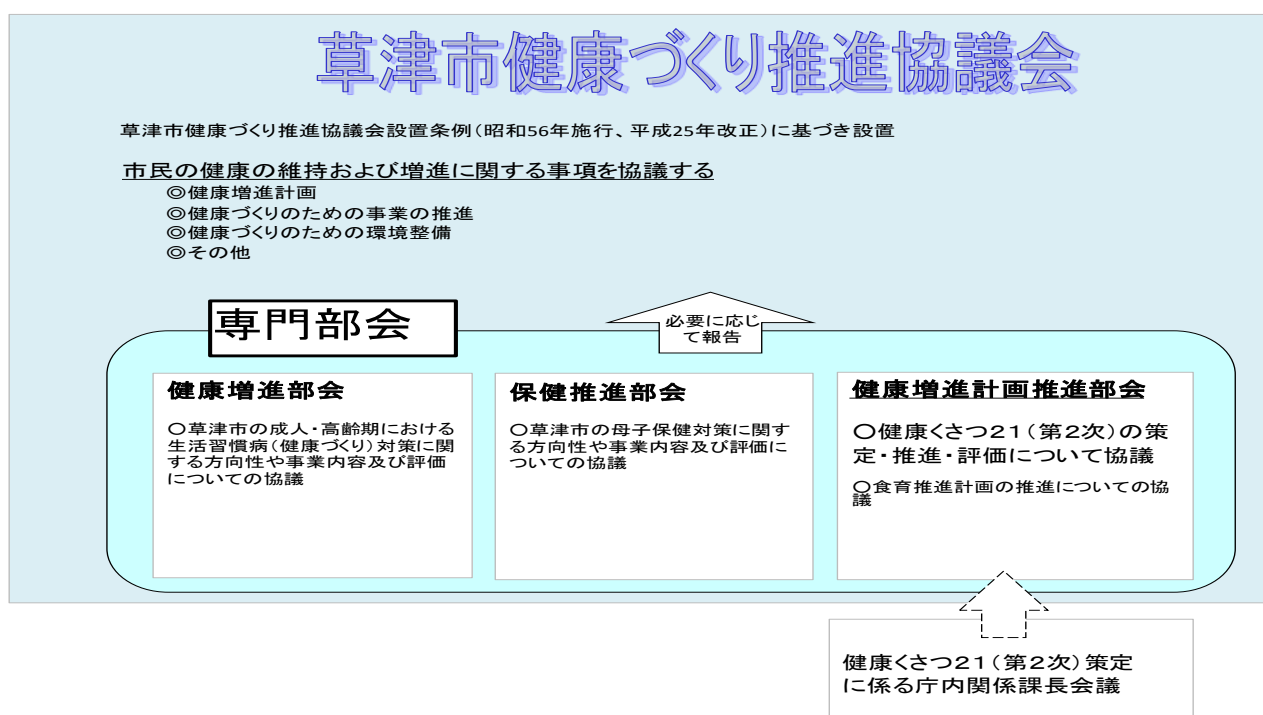 草津市健康づくり推進協議会
草津市健康づくり推進協議会設置条例(昭和56年施行、平成25年改正)に基づき設置
市民の健康の維持および増進に関する事項を協議する
◎健康増進計画
◎健康づくりのための事業の推進
◎健康づくりのための環境整備
◎その他
必要に応じ
て報告
専門部会
健康増進部会
○草津市の成人・高齢期における
生活習慣病(健康づくり)対策に関
する方向性や事業内容及び評価
についての協議
保健推進部会
○草津市の母子保健対策に関す
る方向性や事業内容及び評価に
ついての協議
健康増進計画推進部会
○健康くさつ21(第2次)の策
定・推進・評価について協議
○食育推進計画の推進についての協
議
健康くさつ21(第2次)策定
に係る庁内関係課長会議